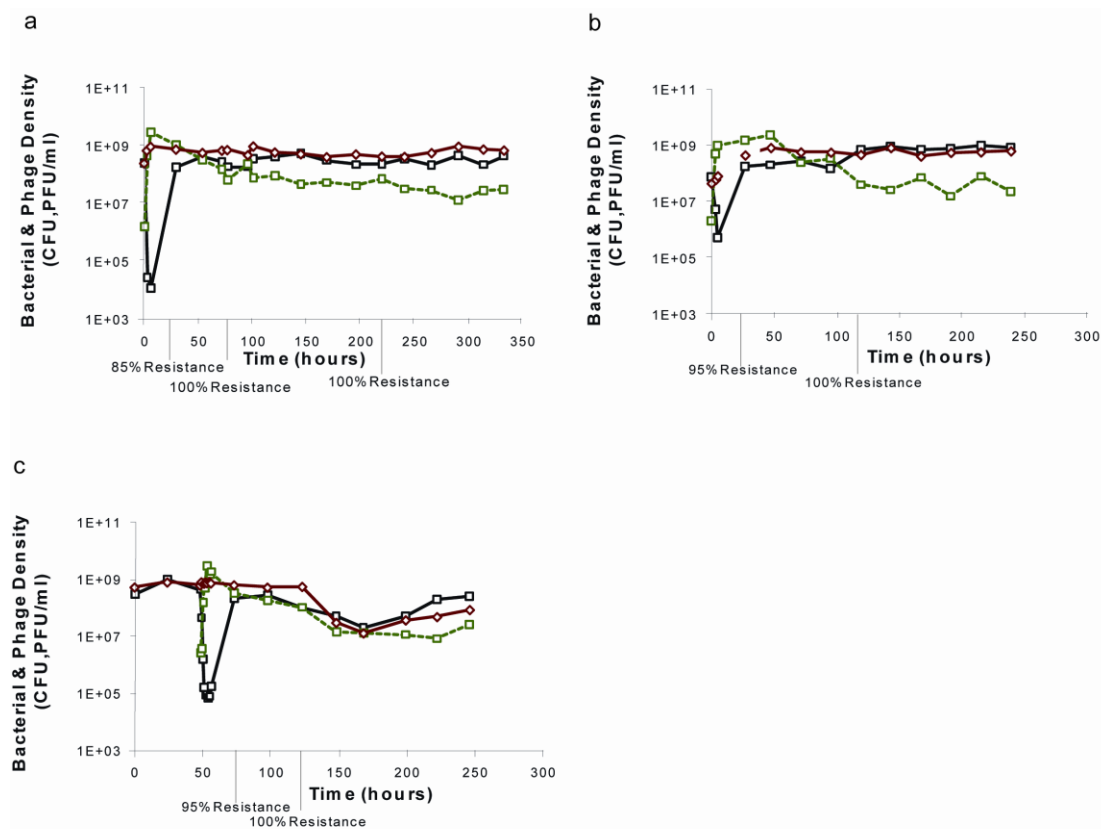 a
Bacterial & Phage Density
(CFU,PFU/ml)
1E+11
1E+09
1E+07
1E+05
1E+03
0 50 100 150 200 250 300 350
Time (hours)
85% Resistance
100% Resistance
100% Resistance
b
Bacterial & Phage Density
(CFU,PFU/ml)
1E+11
1E+09
1E+07
1E+05
1E+03
0 50 100 150 200 250 300
Time (hours)
95% Resistance
100% Resistance
c
Bacterial & Phage Density
(CFU,PFU/ml)
1E+11
1E+09
1E+07
1E+05
1E+03
0 50 100 150 200 250 300
Time (hours)
95% Resistance
100% Resistance